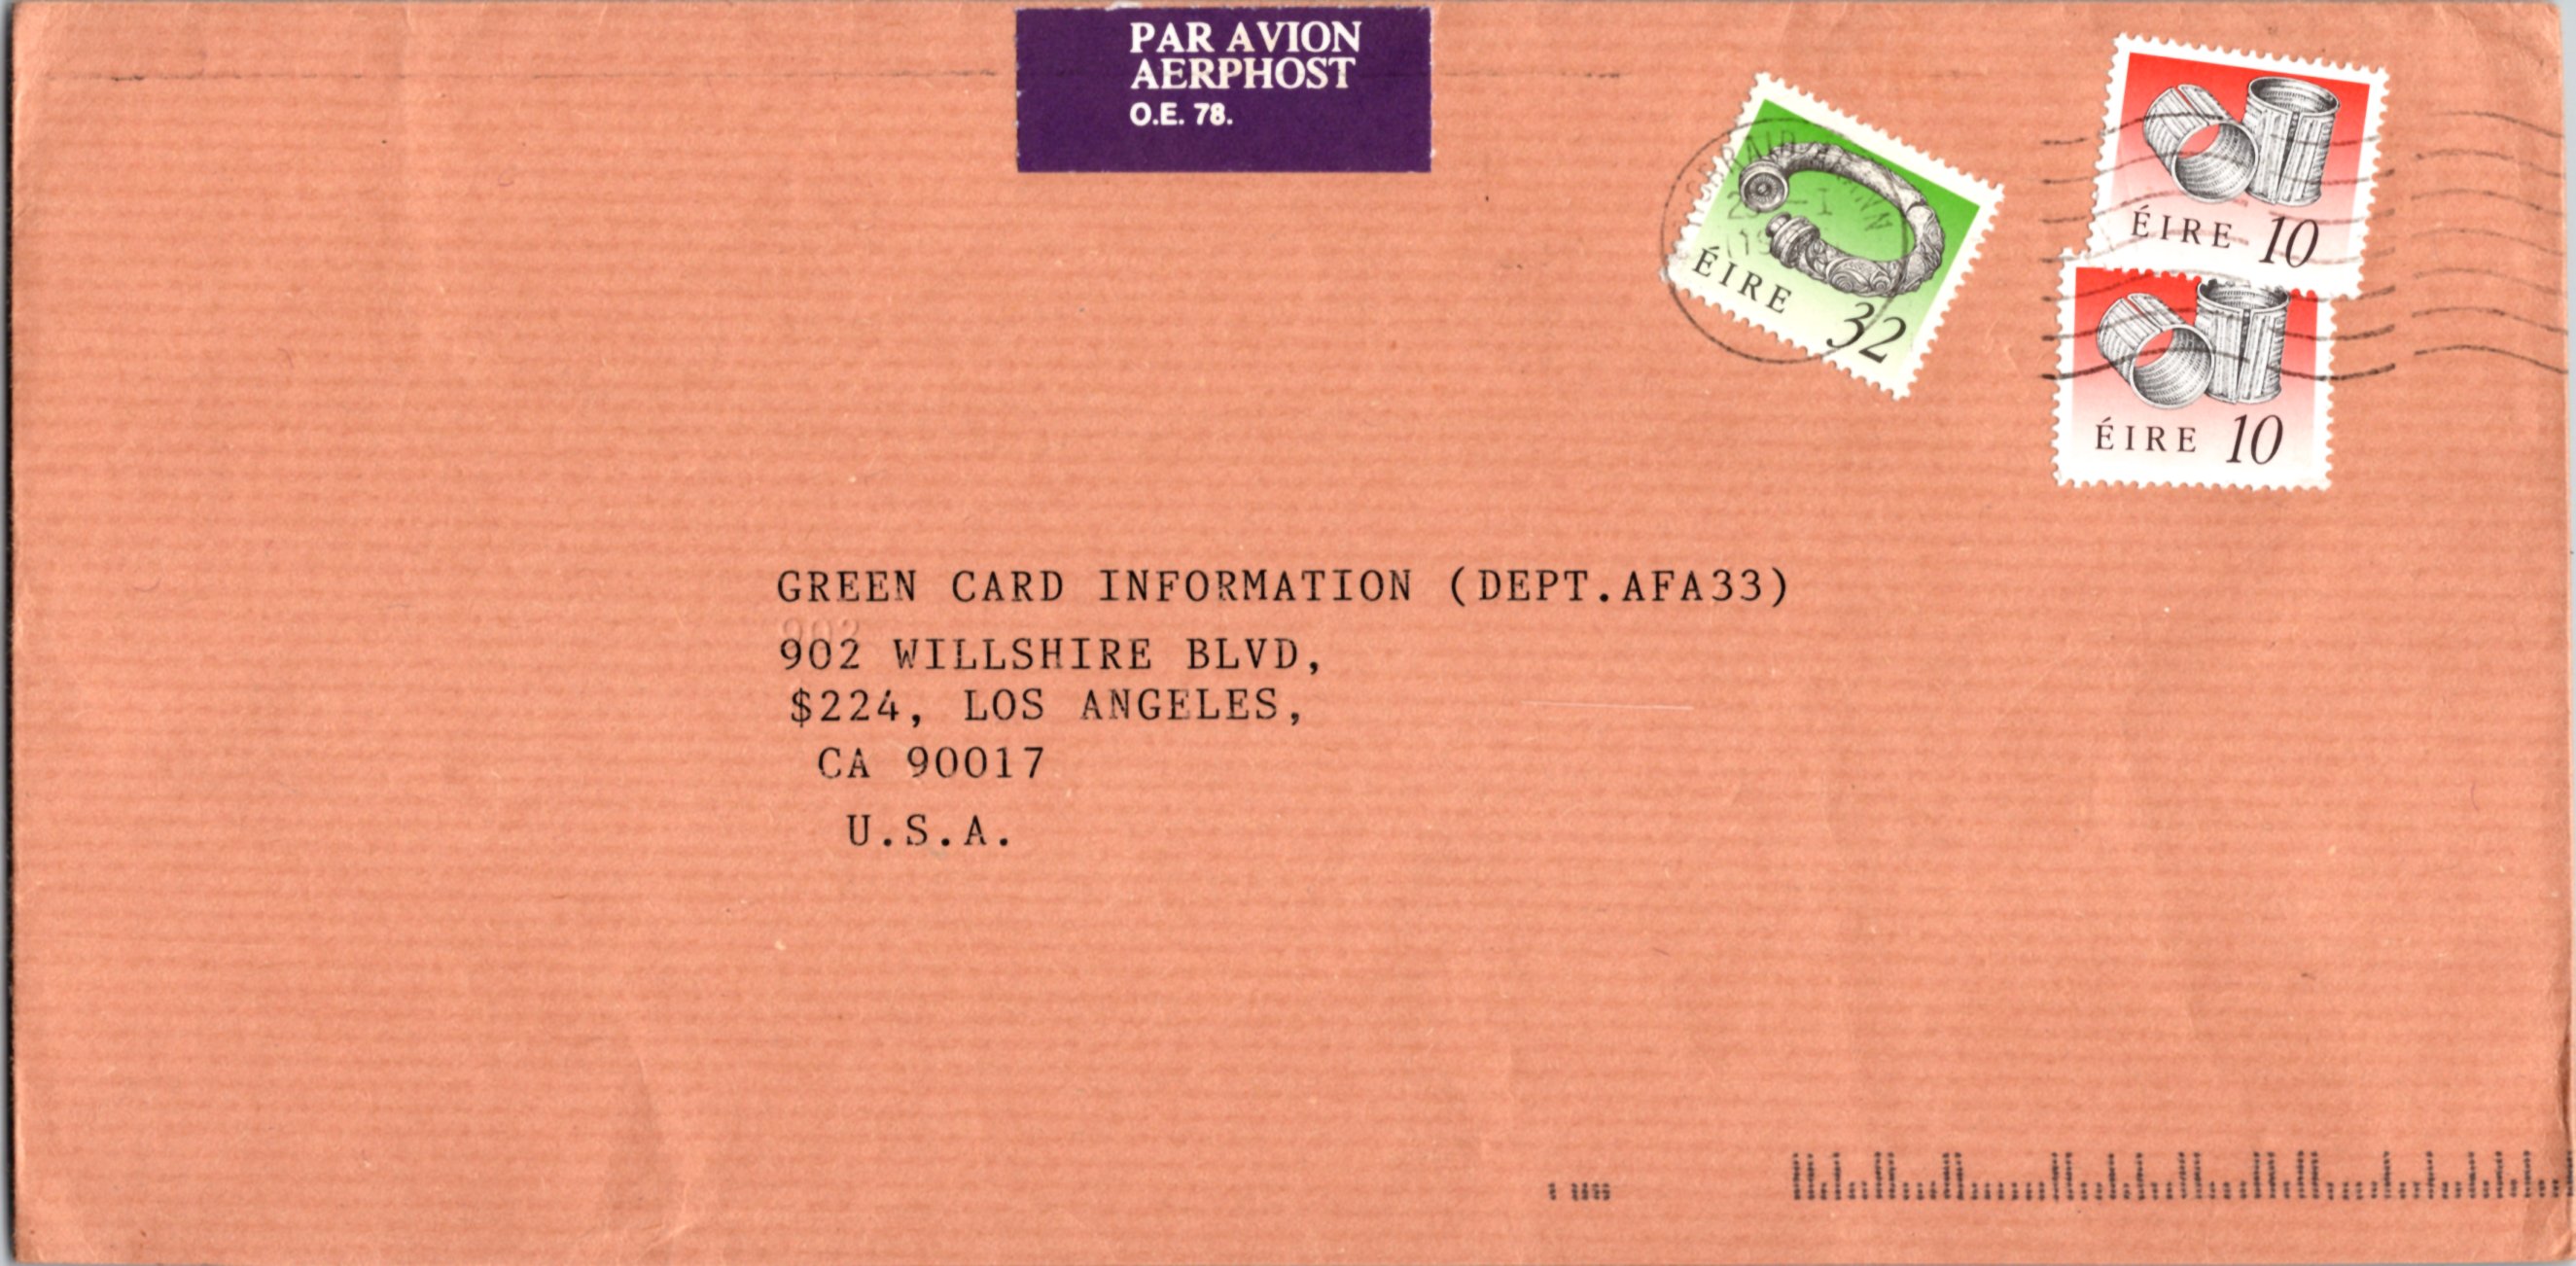 PAR AVION
AERPHOST
O.E. 78.
ÉIRE 32
ÉIRE 10
ÉIRE 10
GREEN CARD INFORMATION (DEPT.AFA33)
902
902 WILLSHIRE BLVD,
$224, LOS ANGELES,
CA 90017
U.S.A.